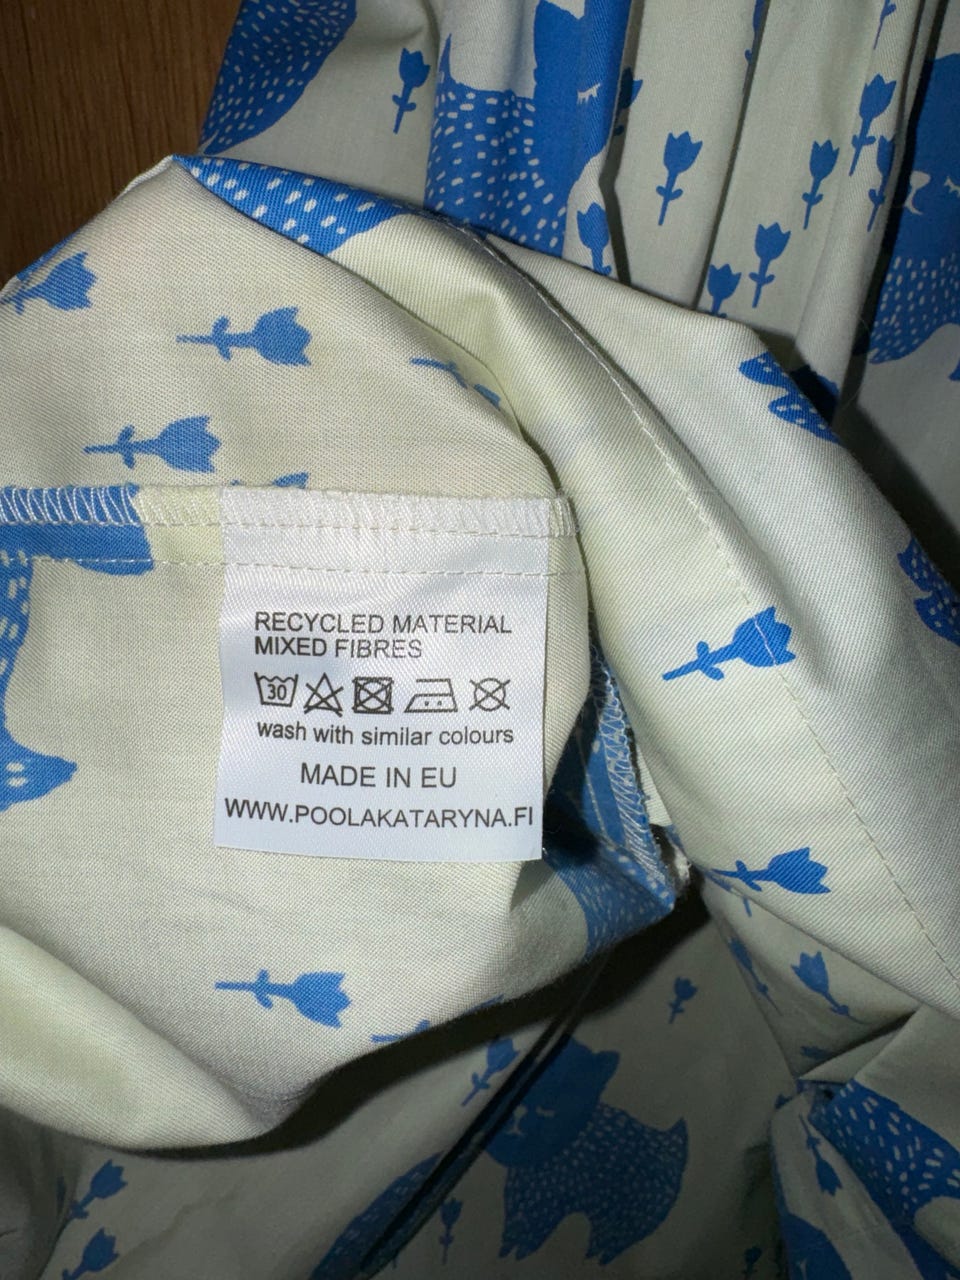 RECYCLED MATERIAL
MIXED FIBRES
30
wash with similar colours
MADE IN EU
WWW.POOLAKATARYNA.FI